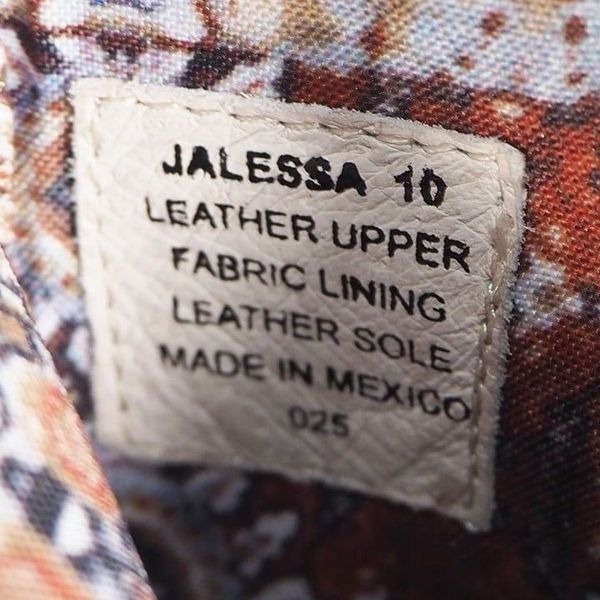 JALESSA 10
LEATHER UPPER
FABRIC LINING
LEATHER SOLE
MADE IN MEXICO
025